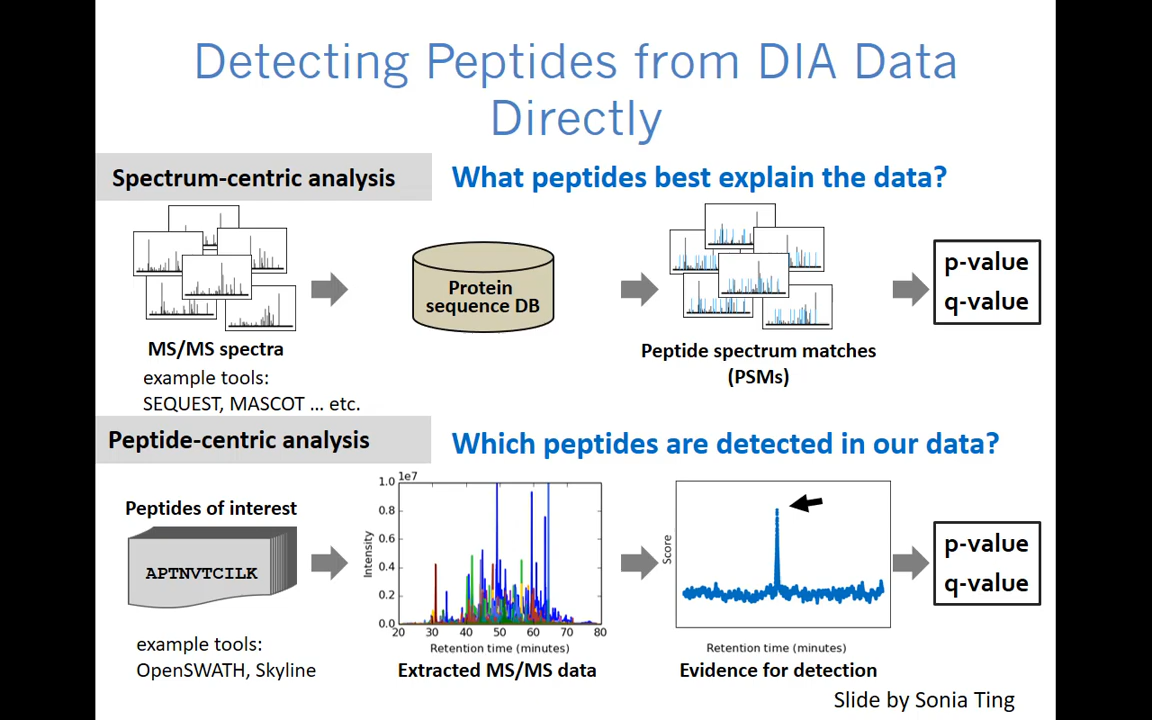 Detecting Peptides from DIA Data
Directly
Spectrum-centric analysis
What peptides best explain the data?
Protein
sequence DB
p-value
q-value
MS/MS spectra
Peptide spectrum matches
(PSMs)
example tools:
SEQUEST, MASCOT ... etc.
Peptide-centric analysis
Which peptides are detected in our data?
Peptides of interest
APTNVTCILK
example tools:
OpenSWATH, Skyline
1e7
1.0
0.8
0.6
0.4
0.2
0.0
Intensity
20 30 40 50 60 70 80
Retention time (minutes)
Extracted MS/MS data
Score
Retention time (minutes)
Evidence for detection
p-value
q-value
Slide by Sonia Ting